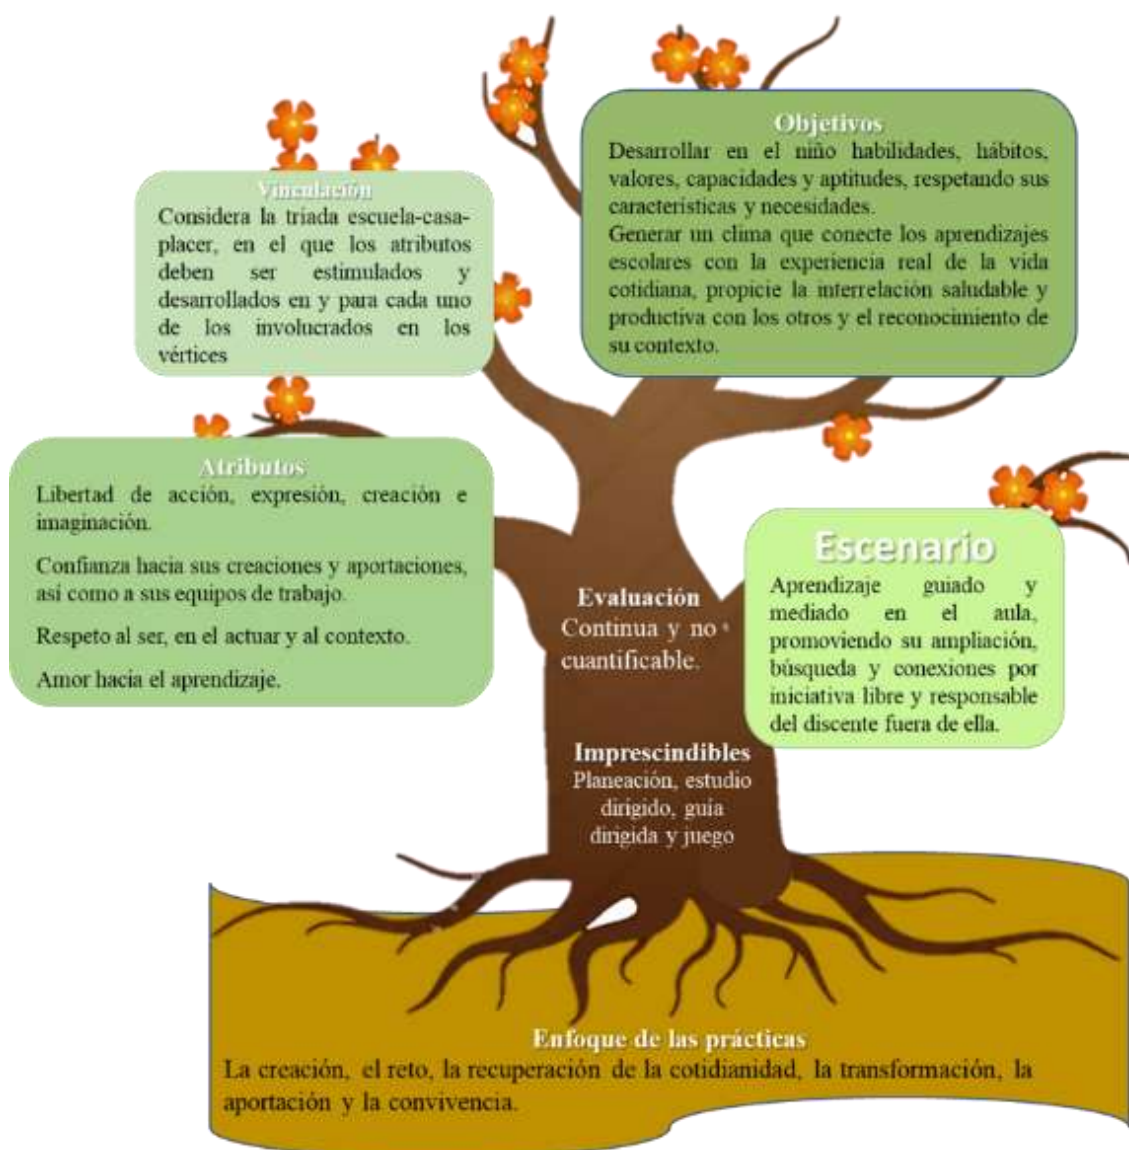 Objetivos
Desarrollar en el niño habilidades, hábitos,
valores, capacidades y aptitudes, respetando sus
características y necesidades.
Generar un clima que conecte los aprendizajes
escolares con la experiencia real de la vida
cotidiana, propicie la interrelación saludable y
productiva con los otros y el reconocimiento de
su contexto.
Vinculación
Considera la triada escuela-casa-
placer, en el que los atributos
deben ser estimulados y
desarrollados en y para cada uno
de los involucrados en los
vértices
Atributos
Libertad de acción, expresión, creación e
imaginación.
Confianza hacia sus creaciones y aportaciones,
así como a sus equipos de trabajo.
Respeto al ser, en el actuar y al contexto.
Amor hacia el aprendizaje.
Escenario
Aprendizaje guiado y
mediado en el aula,
promoviendo su ampliación,
búsqueda y conexiones por
iniciativa libre y responsable
del discente fuera de ella.
Evaluación
Continua y no
cuantificable.
Imprescindibles
Planeación, estudio
dirigido, guía
dirigida y juego
Enfoque de las prácticas
La creación, el reto, la recuperación de la cotidianidad, la transformación, la
aportación y la convivencia.